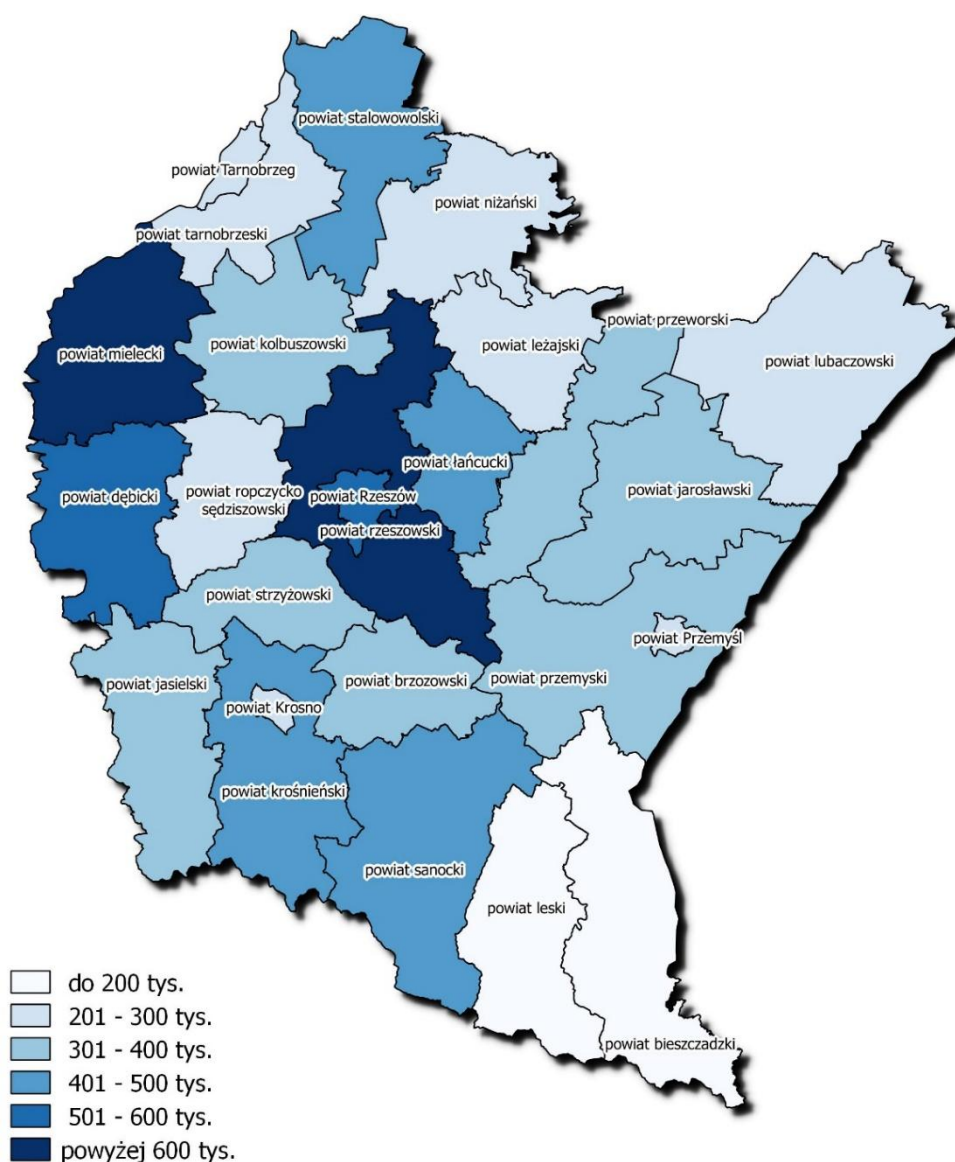 powiat stalowowolski
powiat Tarnobrzeg
powiat niżański
powiat tarnobrzeski
powiat przeworski
powiat kolbuszowski
powiat leżajski
powiat mielecki
powiat lubaczowski
powiat łańcucki
powiat ropczycko
sędziszowski
powiat dębicki
powiat Rzeszów
powiat jarosławski
powiat rzeszowski
powiat strzyżowski
powiat Przemyśl
powiat jasielski
powiat brzozowski
powiat przemyski
powiat Krosno
powiat krośnieński
powiat sanocki
powiat leski
powiat bieszczadzki
do 200 tys.
201 - 300 tys.
301 - 400 tys.
401 - 500 tys.
501 - 600 tys.
powyżej 600 tys.